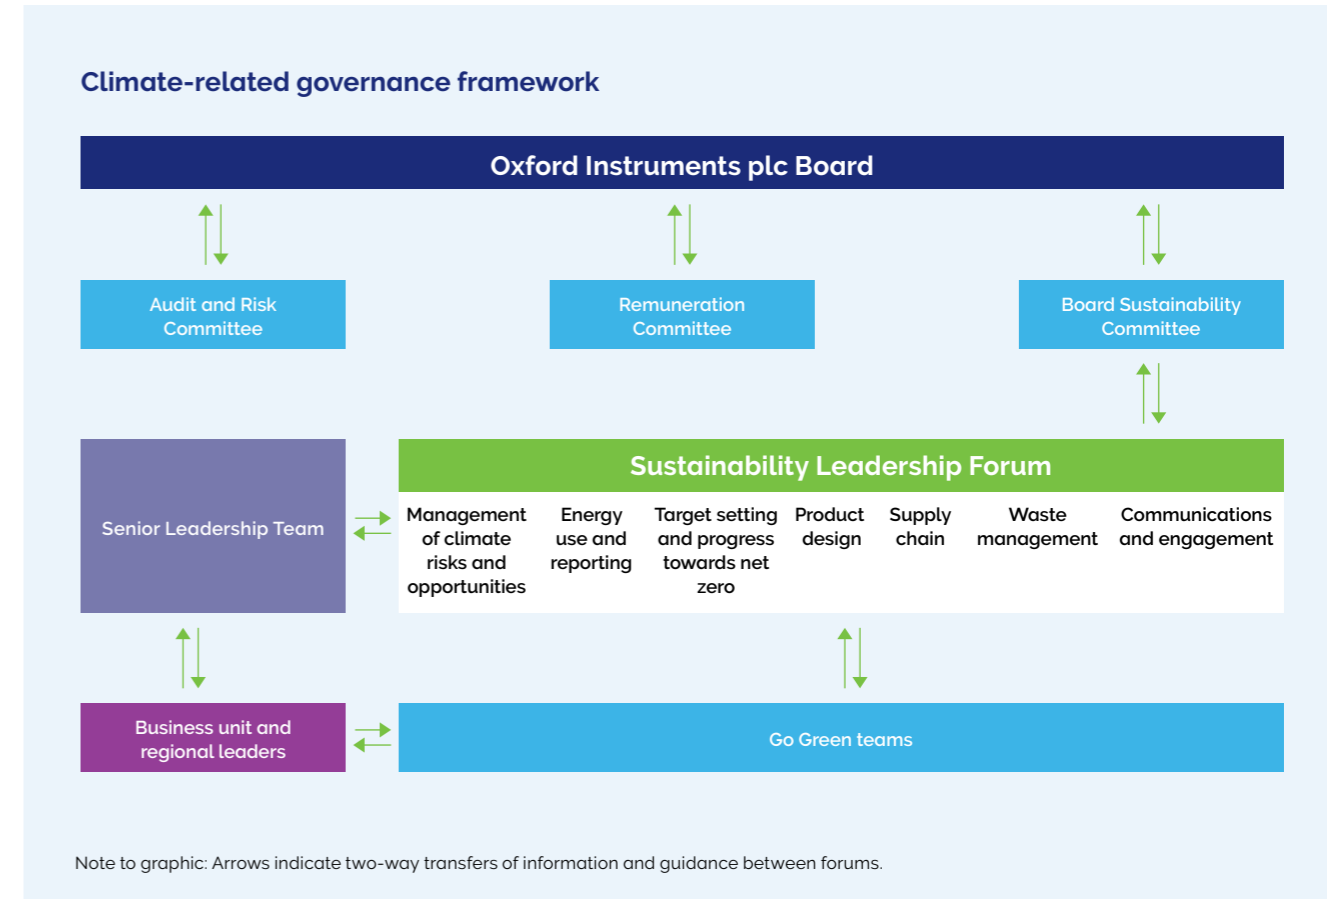 Climate-related governance framework
Oxford Instruments plc Board
Audit and Risk
Committee
Remuneration
Committee
Board Sustainability
Committee
Senior Leadership Team
Sustainability Leadership Forum
Management
of climate
risks and
opportunities
Energy
use and
reporting
Target setting
and progress
towards net
zero
Product
design
Supply
chain
Waste
management
Communications
and engagement
Business unit and
regional leaders
Go Green teams
Note to graphic: Arrows indicate two-way transfers of information and guidance between forums.